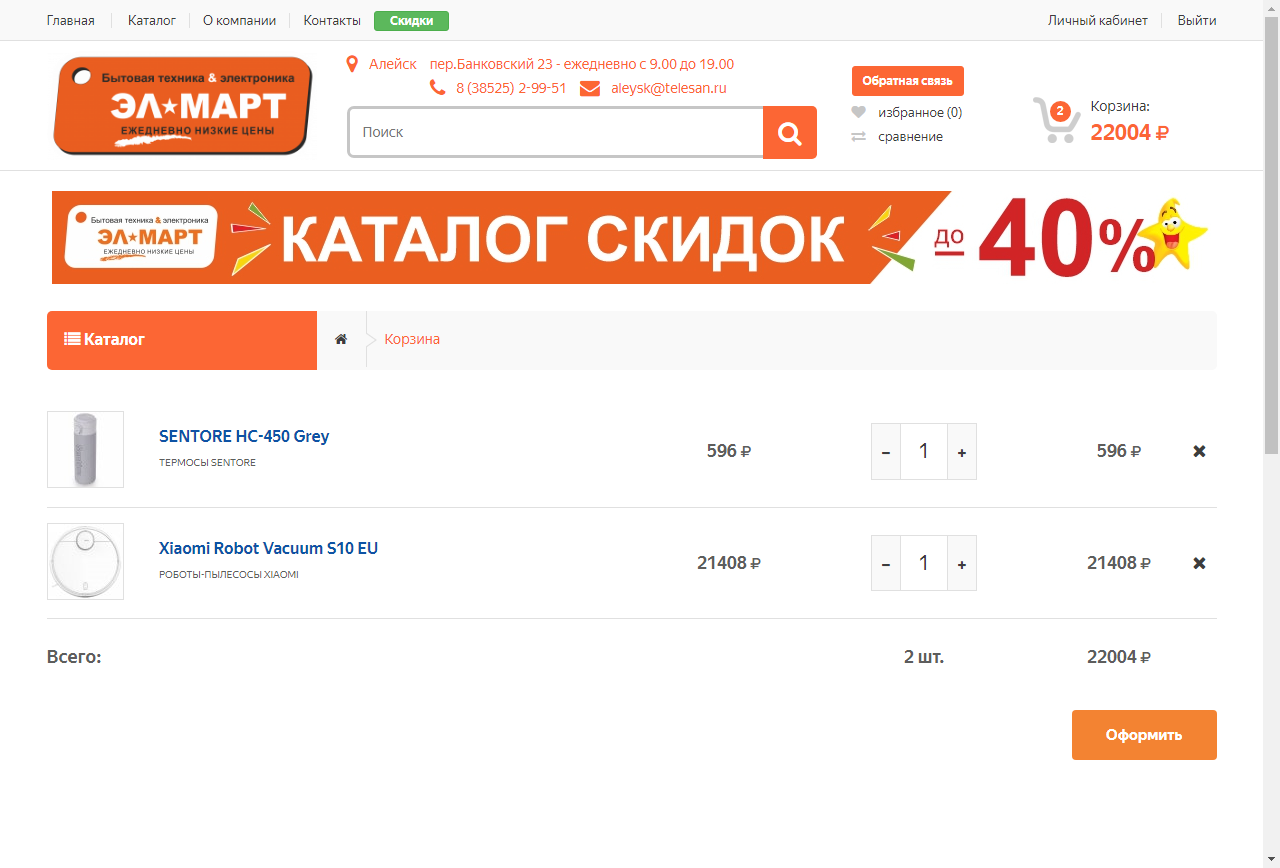 Главная
Каталог
О компании
Контакты
Скидки
Личный кабинет
Выйти
Бытовая техника & электроника
ЭЛ★МАРТ
ЕЖЕДНЕВНО НИЗКИЕ ЦЕНЫ
Алейск пер.Банковский 23 - ежедневно с 9.00 до 19.00
8 (38525) 2-99-51 aleysk@telesan.ru
Поиск
Обратная связь
избранное (0)
сравнение
2
Корзина:
22004 ₽
Бытовая техника & электроника
ЭЛ★МАРТ
ЕЖЕДНЕВНО НИЗКИЕ ЦЕНЫ
КАТАЛОГ СКИДОК
ДО 40%
Каталог
Корзина
SENTORE HC-450 Grey
ТЕРМОСЫ SENTORE
596 ₽
- 1 +
596 ₽
Xiaomi Robot Vacuum S10 EU
РОБОТЫ-ПЫЛЕСОСЫ XIAOMI
21408 ₽
- 1 +
21408 ₽
Всего: 2 шт. 22004 ₽
Оформить